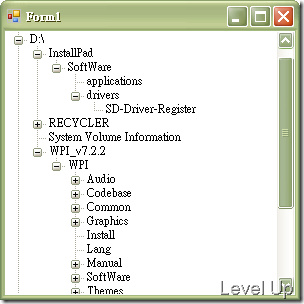 Form1
D:\
InstallPad
SoftWare
applications
drivers
SD-Driver-Register
RECYCLER
System Volume Information
WPI_v7.2.2
WPI
Audio
Codebase
Common
Graphics
Install
Lang
Manual
SoftWare
Themes
Level Up